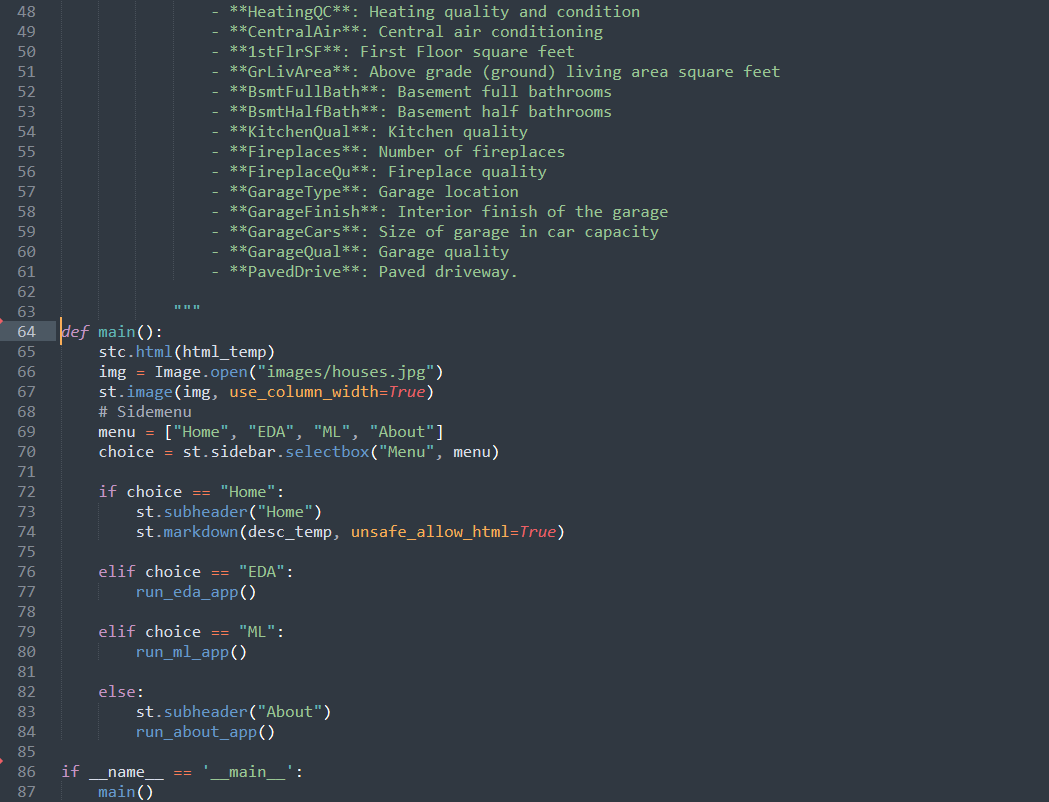 48 - **HeatingQC**: Heating quality and condition
49 - **CentralAir**: Central air conditioning
50 - **1stFlrSF**: First Floor square feet
51 - **GrLivArea**: Above grade (ground) living area square feet
52 - **BsmtFullBath**: Basement full bathrooms
53 - **BsmtHalfBath**: Basement half bathrooms
54 - **KitchenQual**: Kitchen quality
55 - **Fireplaces**: Number of fireplaces
56 - **FireplaceQu**: Fireplace quality
57 - **GarageType**: Garage location
58 - **GarageFinish**: Interior finish of the garage
59 - **GarageCars**: Size of garage in car capacity
60 - **GarageQual**: Garage quality
61 - **PavedDrive**: Paved driveway.
62
63 """
64 def main():
65     stc.html(html_temp)
66     img = Image.open("images/houses.jpg")
67     st.image(img, use_column_width=True)
68     # Sidemenu
69     menu = ["Home", "EDA", "ML", "About"]
70     choice = st.sidebar.selectbox("Menu", menu)
71
72     if choice == "Home":
73         st.subheader("Home")
74         st.markdown(desc_temp, unsafe_allow_html=True)
75
76     elif choice == "EDA":
77         run_eda_app()
78
79     elif choice == "ML":
80         run_ml_app()
81
82     else:
83         st.subheader("About")
84         run_about_app()
85
86 if __name__ == '__main__':
87     main()